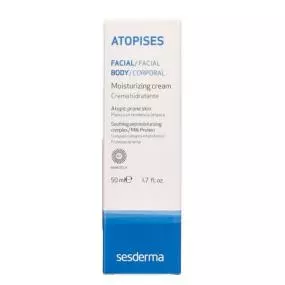 ATOPISES
FACIAL/FACIAL
BODY/CORPORAL
Moisturizing cream
Crema hidratante
Atopic prone skin
Soothing and moisturizing
complex / Milk Protein
50 ml e 1.7 fl. oz.
sesderma